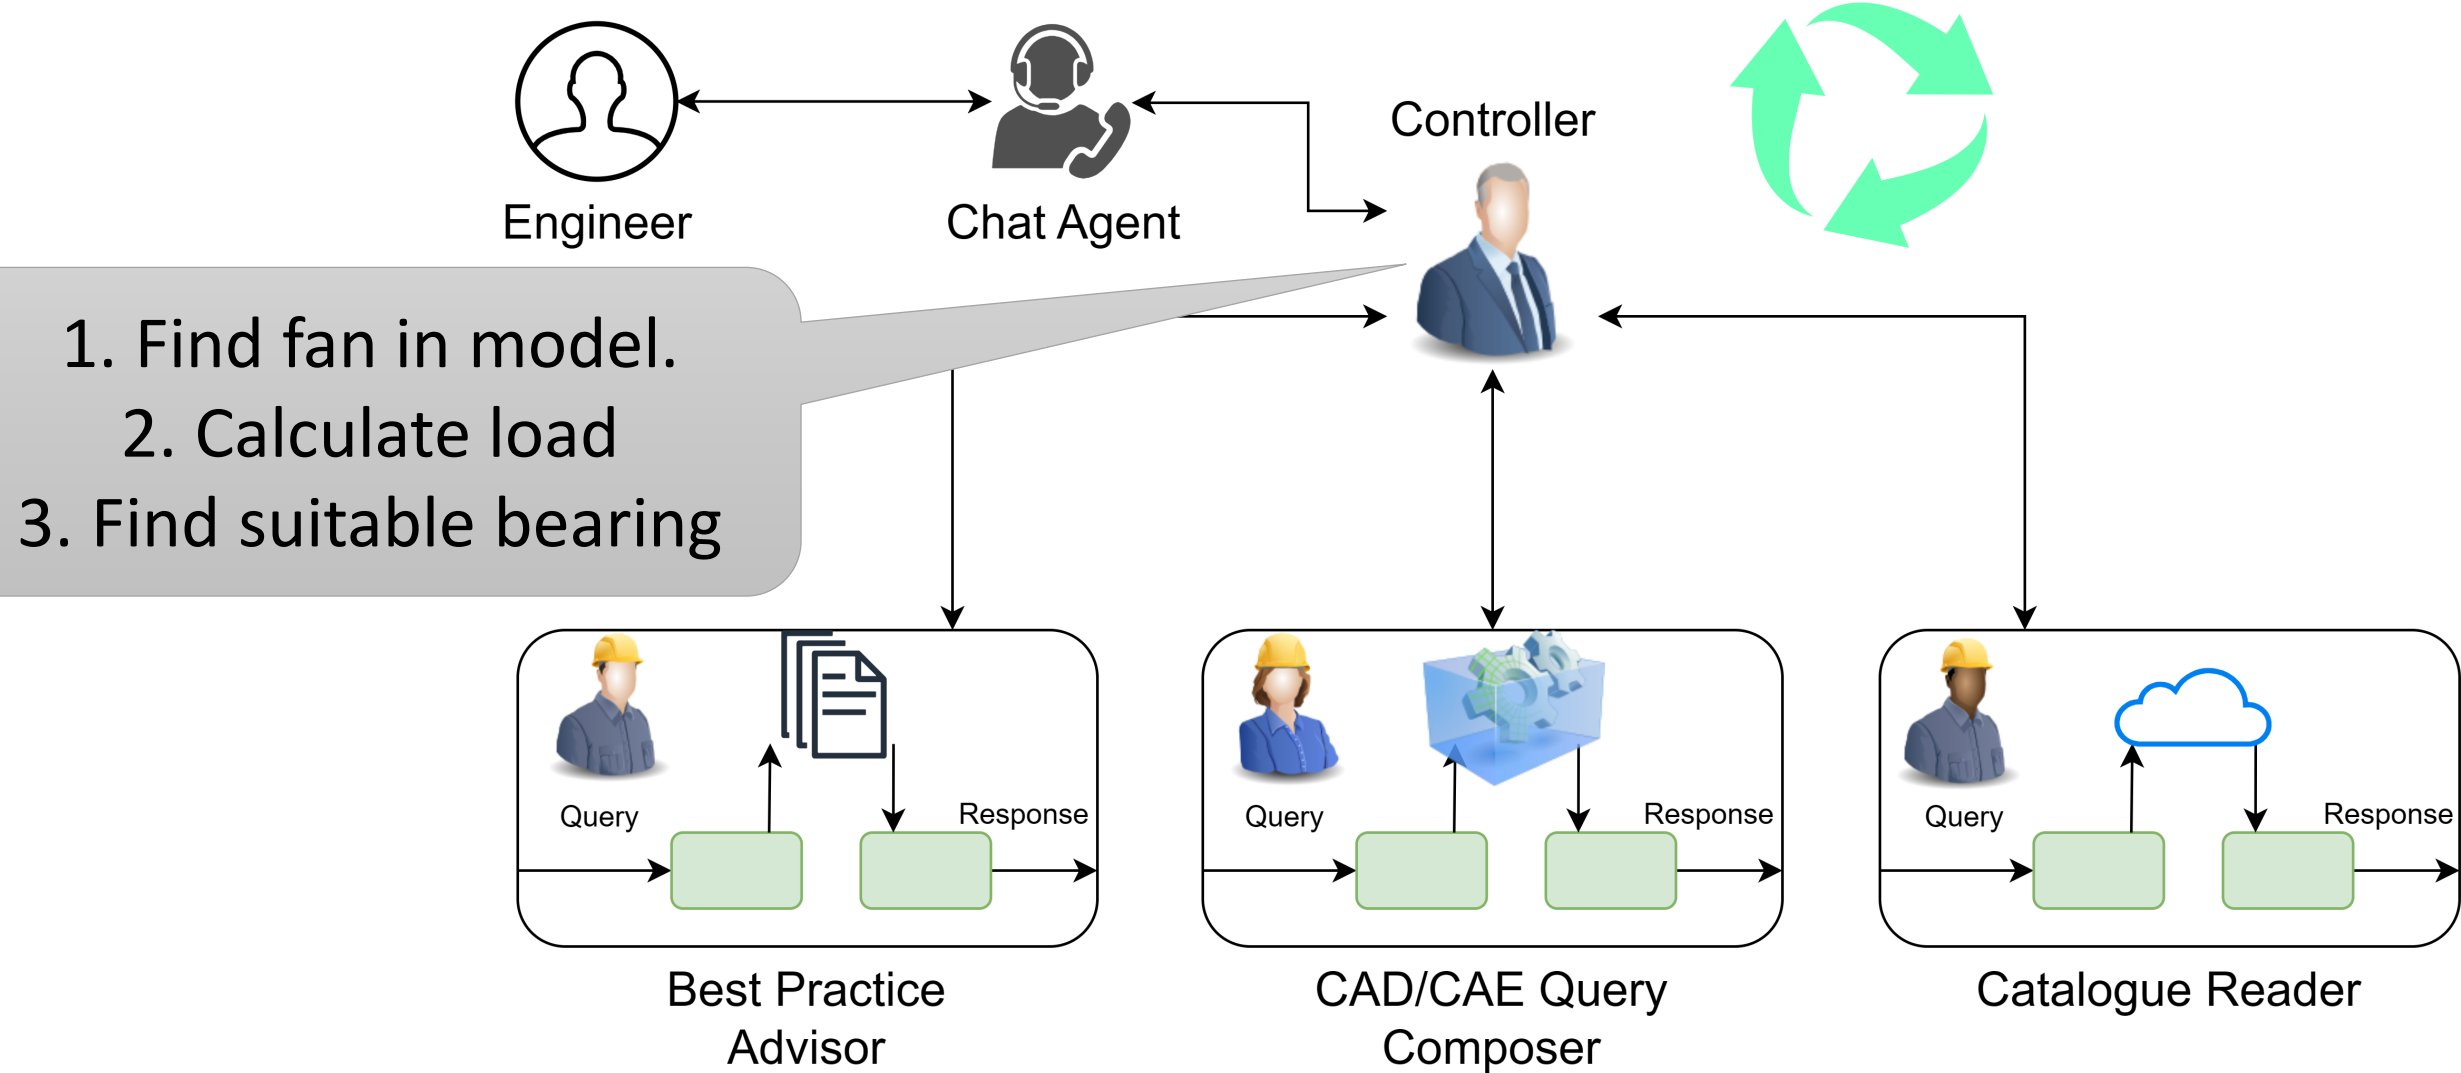 Controller
Engineer
Chat Agent
1. Find fan in model.
2. Calculate load
3. Find suitable bearing
Query
Response
Query
Response
Query
Response
Best Practice
Advisor
CAD/CAE Query
Composer
Catalogue Reader